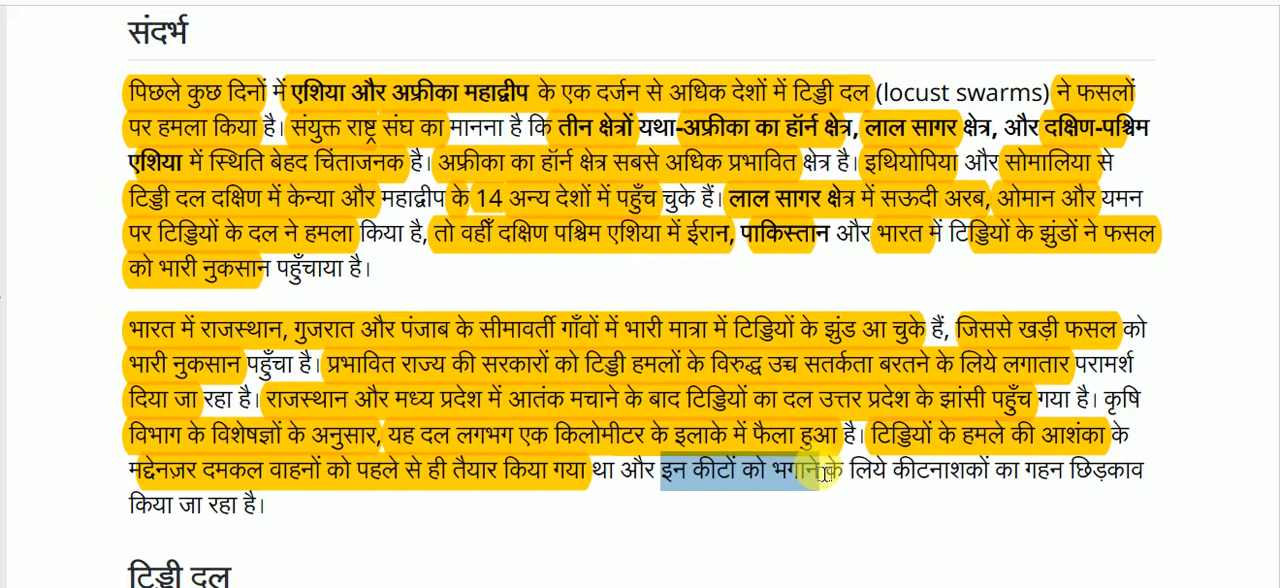 संदर्भ
पिछले कुछ दिनों में एशिया और अफ्रीका महाद्वीप के एक दर्जन से अधिक देशों में टिड्डी दल (locust swarms) ने फसलों
पर हमला किया है। संयुक्त राष्ट्र संघ का मानना है कि तीन क्षेत्रों यथा-अफ्रीका का हॉर्न क्षेत्र, लाल सागर क्षेत्र, और दक्षिण-पश्चिम
एशिया में स्थिति बेहद चिंताजनक है। अफ्रीका का हॉर्न क्षेत्र सबसे अधिक प्रभावित क्षेत्र है। इथियोपिया और सोमालिया से
टिड्डी दल दक्षिण में केन्या और महाद्वीप के 14 अन्य देशों में पहुँच चुके हैं। लाल सागर क्षेत्र में सऊदी अरब, ओमान और यमन
पर टिड्डियों के दल ने हमला किया है, तो वहीँ दक्षिण पश्चिम एशिया में ईरान, पाकिस्तान और भारत में टिड्डियों के झुंडों ने फसल
को भारी नुकसान पहुँचाया है।
भारत में राजस्थान, गुजरात और पंजाब के सीमावर्ती गाँवों में भारी मात्रा में टिड्डियों के झुंड आ चुके हैं, जिससे खड़ी फसल को
भारी नुकसान पहुँचा है। प्रभावित राज्य की सरकारों को टिड्डी हमलों के विरुद्ध उच्च सतर्कता बरतने के लिये लगातार परामर्श
दिया जा रहा है। राजस्थान और मध्य प्रदेश में आतंक मचाने के बाद टिड्डियों का दल उत्तर प्रदेश के झांसी पहुँच गया है। कृषि
विभाग के विशेषज्ञों के अनुसार, यह दल लगभग एक किलोमीटर के इलाके में फैला हुआ है। टिड्डियों के हमले की आशंका के
मद्देनज़र दमकल वाहनों को पहले से ही तैयार किया गया था और इन कीटों को भगाने के लिये कीटनाशकों का गहन छिड़काव
किया जा रहा है।
टिड्डी दल